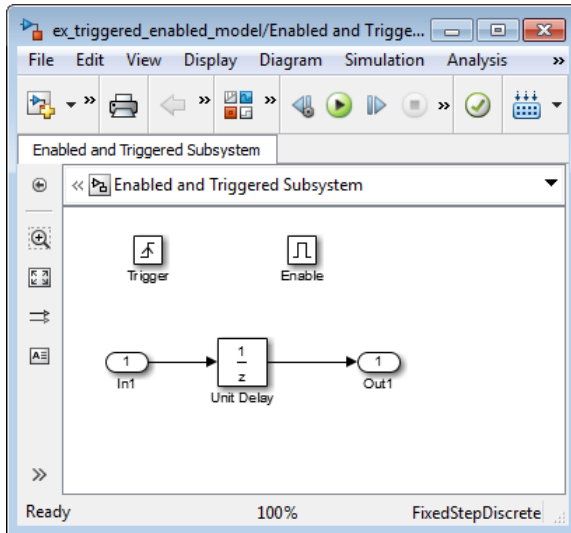 ex_triggered_enabled_model/Enabled and Trigge...
File Edit View Display Diagram Simulation Analysis »
» » » »
Enabled and Triggered Subsystem
« Enabled and Triggered Subsystem
Trigger Enable
1 1 1
z
In1 Unit Delay Out1
»
Ready 100% FixedStepDiscrete